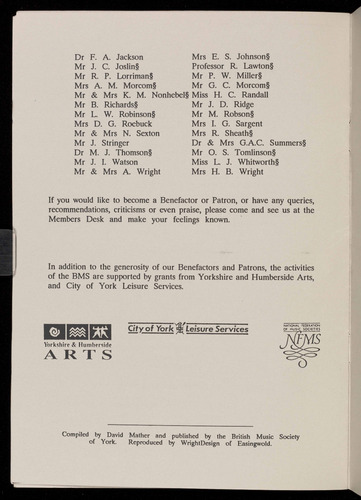 Dr F. A. Jackson Mrs E. S. Johnson§
Mr J. C. Joslin§ Professor R. Lawton§
Mr R. P. Lorriman§ Mr P. W. Miller§
Mrs A. M. Morcom§ Mr G. C. Morcom§
Mr & Mrs K. M. Nonhebel§ Miss H. C. Randall
Mr B. Richards§ Mr J. D. Ridge
Mr L. W. Robinson§ Mr M. Robson§
Mrs D. G. Roebuck Mrs I. G. Sargent
Mr & Mrs N. Sexton Mrs R. Sheath§
Mr J. Stringer Dr & Mrs G.A.C. Summers§
Dr M. J. Thomson§ Mr O. S. Tomlinson§
Mr J. I. Watson Miss L. J. Whitworth§
Mr & Mrs A. Wright Mrs H. B. Wright
If you would like to become a Benefactor or Patron, or have any queries,
recommendations, criticisms or even praise, please come and see us at the
Members Desk and make your feelings known.
In addition to the generosity of our Benefactors and Patrons, the activities
of the BMS are supported by grants from Yorkshire and Humberside Arts,
and City of York Leisure Services.
Yorkshire & Humberside
ARTS
City of York Leisure Services
NATIONAL FEDERATION
OF MUSIC SOCIETIES
NFMS
Compiled by David Mather and published by the British Music Society
of York. Reproduced by WrightDesign of Easingwold.